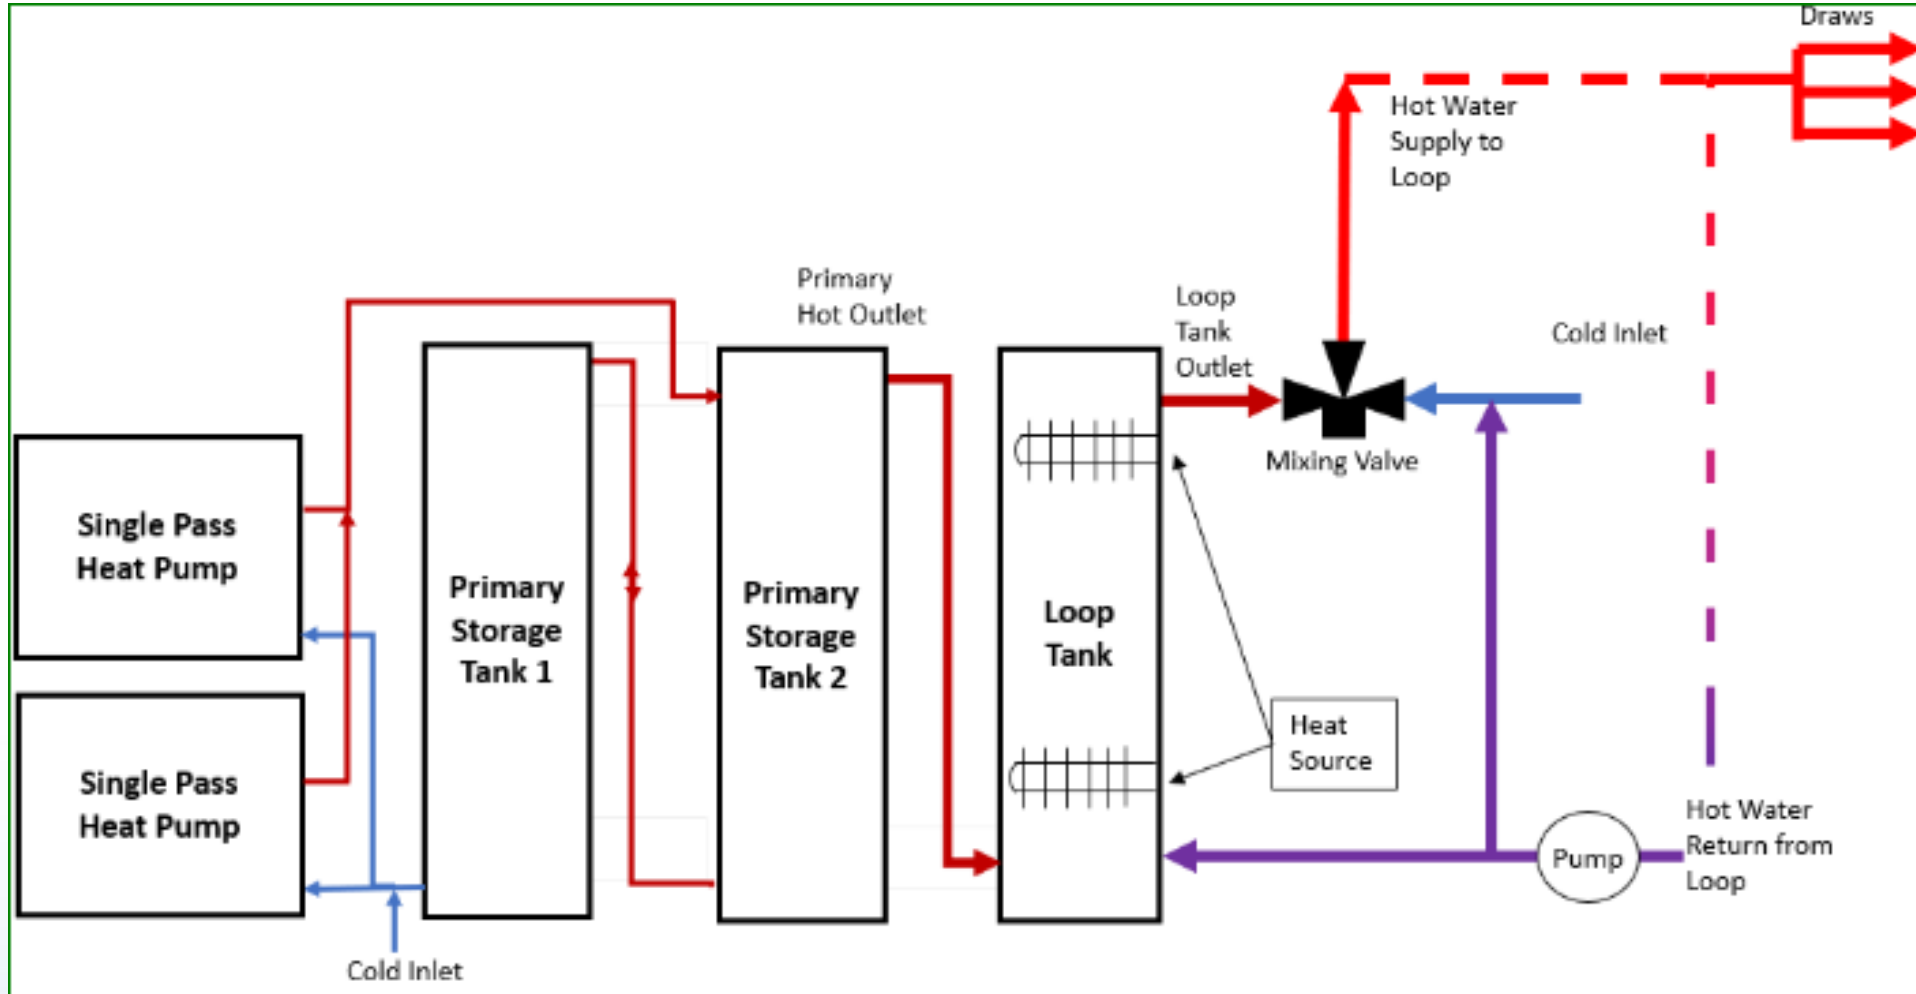 Draws
Hot Water
Supply to
Loop
Primary
Hot Outlet
Loop
Tank
Outlet
Cold Inlet
Mixing Valve
Single Pass
Heat Pump
Primary
Storage
Tank 1
Primary
Storage
Tank 2
Loop
Tank
Heat
Source
Single Pass
Heat Pump
Pump
Hot Water
Return from
Loop
Cold Inlet